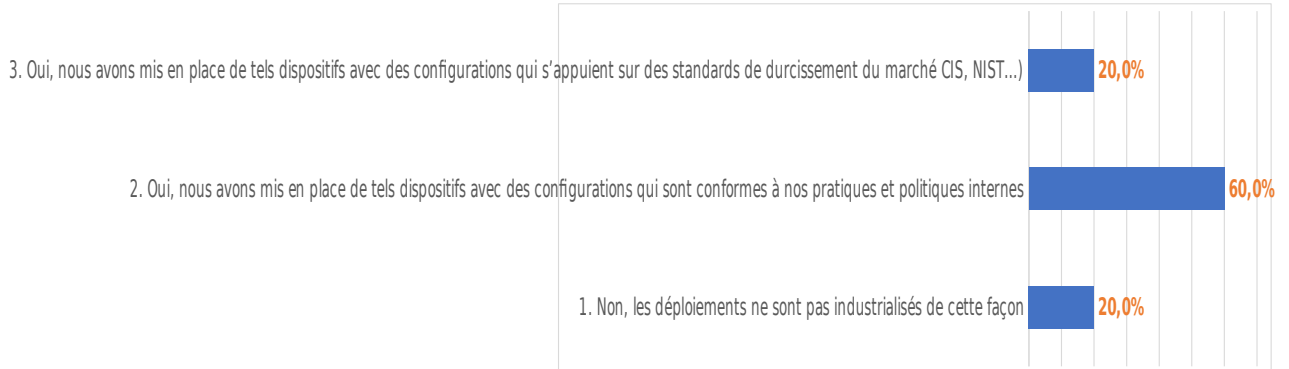 3. Oui, nous avons mis en place de tels dispositifs avec des configurations qui s’appuient sur des standards de durcissement du marché CIS, NIST...) 20,0%
2. Oui, nous avons mis en place de tels dispositifs avec des configurations qui sont conformes à nos pratiques et politiques internes 60,0%
1. Non, les déploiements ne sont pas industrialisés de cette façon 20,0%